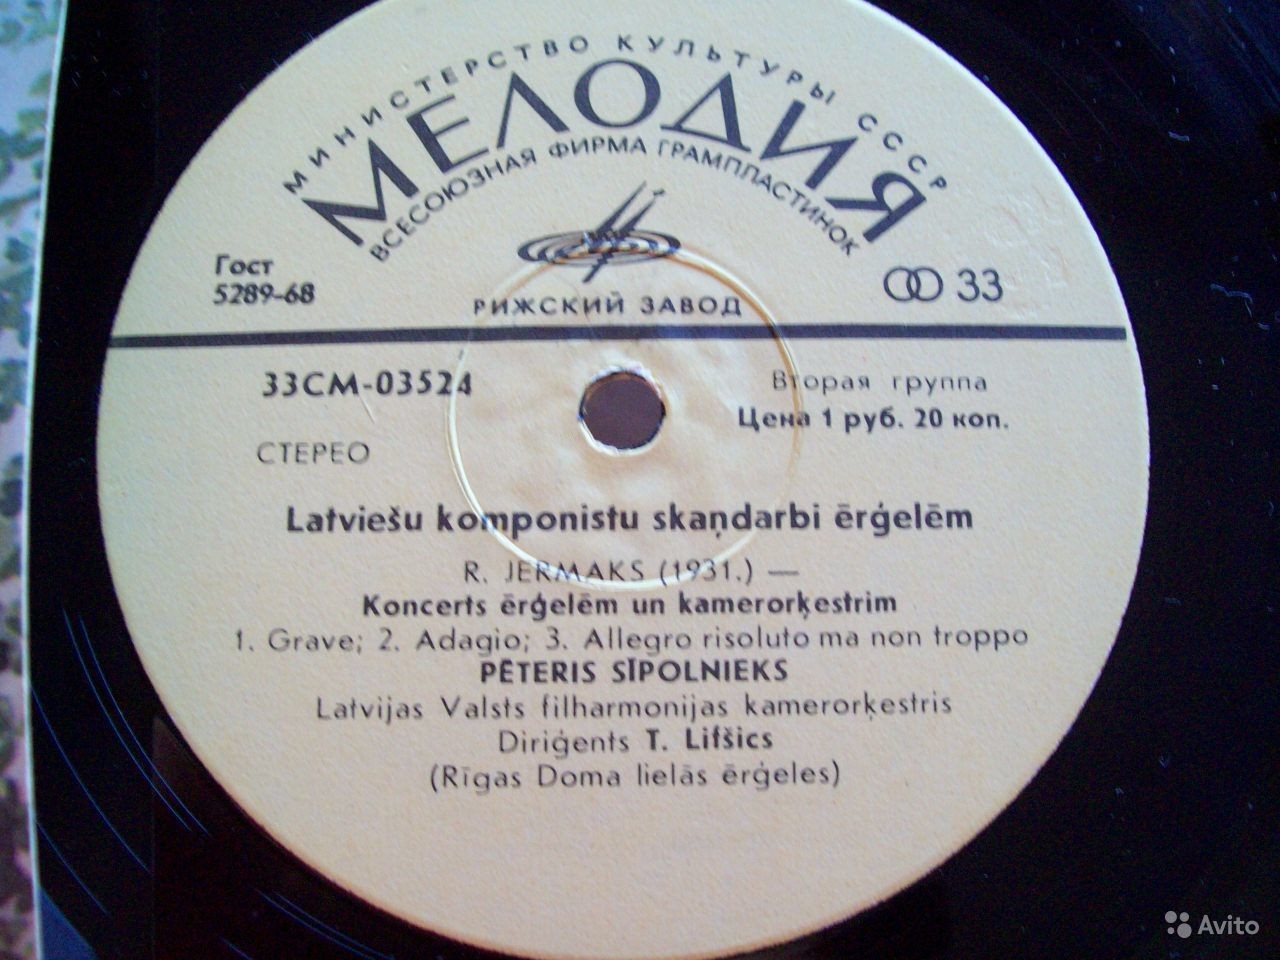 МИНИСТЕРСТВО КУЛЬТУРЫ СССР
МЕЛОДИЯ
ВСЕСОЮЗНАЯ ФИРМА ГРАМПЛАСТИНОК
Гост
5289-68
РИЖСКИЙ ЗАВОД
33
33СМ-03524
Вторая группа
Цена 1 руб. 20 коп.
СТЕРЕО
Latviešu komponistu skaņdarbi ērģelēm
R. JERMAKS (1931.) —
Koncerts ērģelēm un kamerorķestrim
1. Grave; 2. Adagio; 3. Allegro risoluto ma non troppo
PĒTERIS SĪPOLNIEKS
Latvijas Valsts filharmonijas kamerorķestris
Diriģents T. Lifšics
(Rīgas Doma lielās ērģeles)
Avito